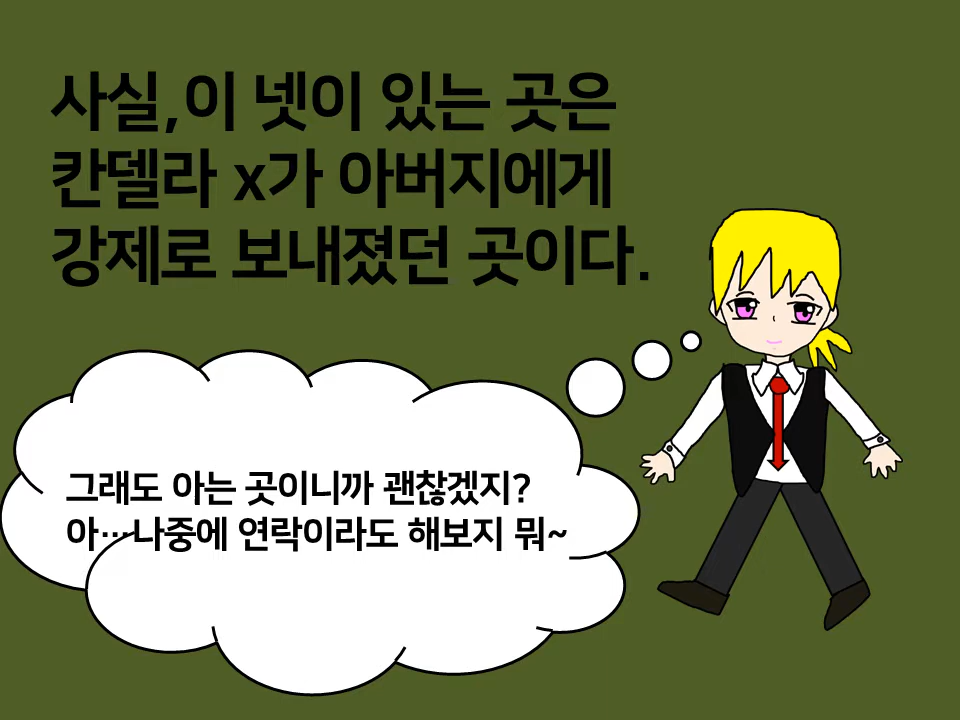 사실,이 넷이 있는 곳은
칸델라 x가 아버지에게
강제로 보내졌던 곳이다.
그래도 아는 곳이니까 괜찮겠지?
아…나중에 연락이라도 해보지 뭐~